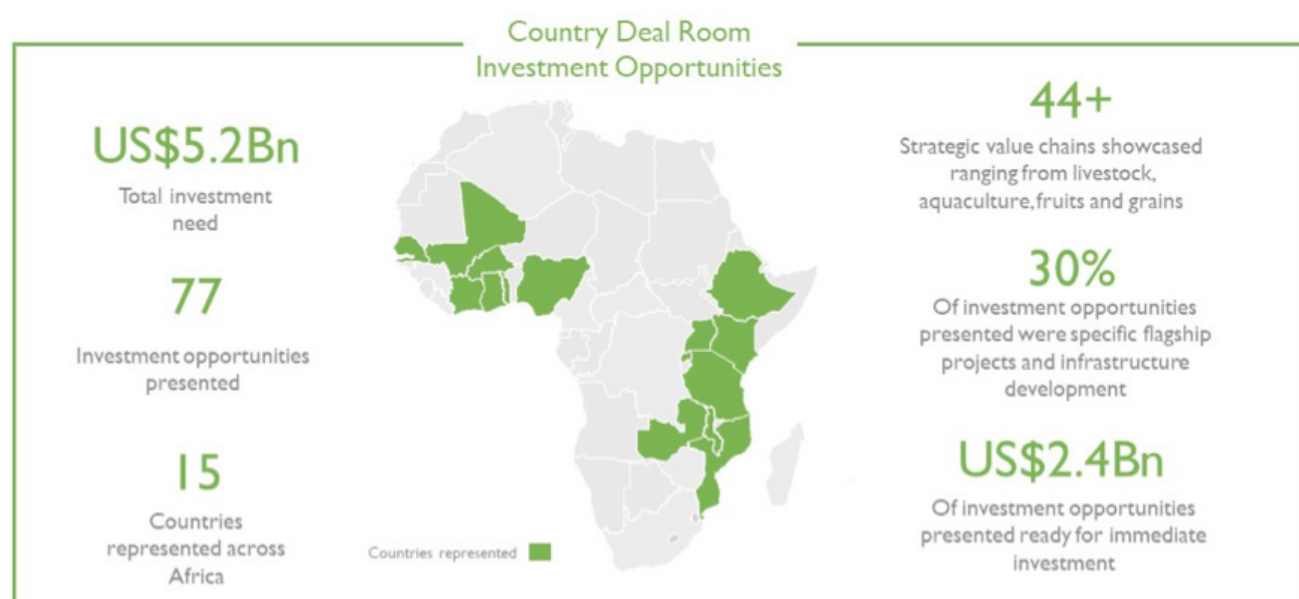 Country Deal Room
Investment Opportunities
US$5.2Bn
Total investment
need
77
Investment opportunities
presented
15
Countries
represented across
Africa
Countries represented
44+
Strategic value chains showcased
ranging from livestock,
aquaculture, fruits and grains
30%
Of investment opportunities
presented were specific flagship
projects and infrastructure
development
US$2.4Bn
Of investment opportunities
presented ready for immediate
investment